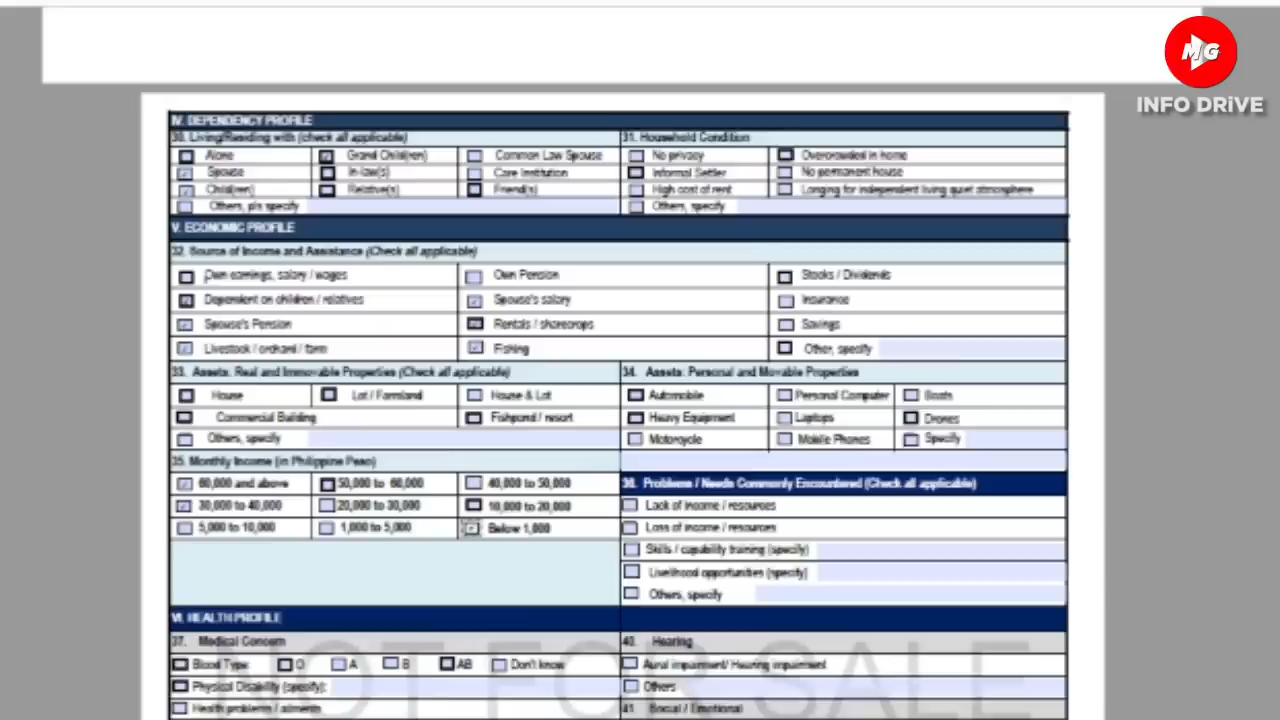 MG
INFO DRiVE
IV. DEPENDENCY PROFILE
30. Living/Residing with (check all applicable)
31. Household Condition
Alone
Grand Child(ren)
Common Law Spouse
No privacy
Overcrowded in home
Spouse
In-law(s)
Care Institution
Informal Settler
No permanent house
Child(ren)
Relative(s)
Friend(s)
High cost of rent
Longing for independent living quiet atmosphere
Others, pls specify
Others, specify
V. ECONOMIC PROFILE
32. Source of Income and Assistance (Check all applicable)
Own earnings, salary / wages
Own Pension
Stocks / Dividends
Dependent on children / relatives
Spouse's salary
Insurance
Spouse's Pension
Rentals / sharecrops
Savings
Livestock / orchard / farm
Fishing
Other, specify
33. Assets: Real and Immovable Properties (Check all applicable)
34. Assets: Personal and Movable Properties
House
Lot / Farmland
House & Lot
Automobile
Personal Computer
Boats
Commercial Building
Fishpond / resort
Heavy Equipment
Laptops
Drones
Others, specify
Motorcycle
Mobile Phones
Specify
35. Monthly Income (in Philippine Peso)
60,000 and above
50,000 to 60,000
40,000 to 50,000
36. Problems / Needs Commonly Encountered (Check all applicable)
30,000 to 40,000
20,000 to 30,000
10,000 to 20,000
Lack of income / resources
5,000 to 10,000
1,000 to 5,000
Below 1,000
Loss of income / resources
Skills / capability training (specify)
Livelihood opportunities (specify)
Others, specify
VI. HEALTH PROFILE
37. Medical Concern
40. Hearing
Blood Type
O
A
B
AB
Don't know
Aural impairment/ Hearing impairment
Physical Disability (specify):
Others
Health problems / ailments
41. Social / Emotional
NOT FOR SALE